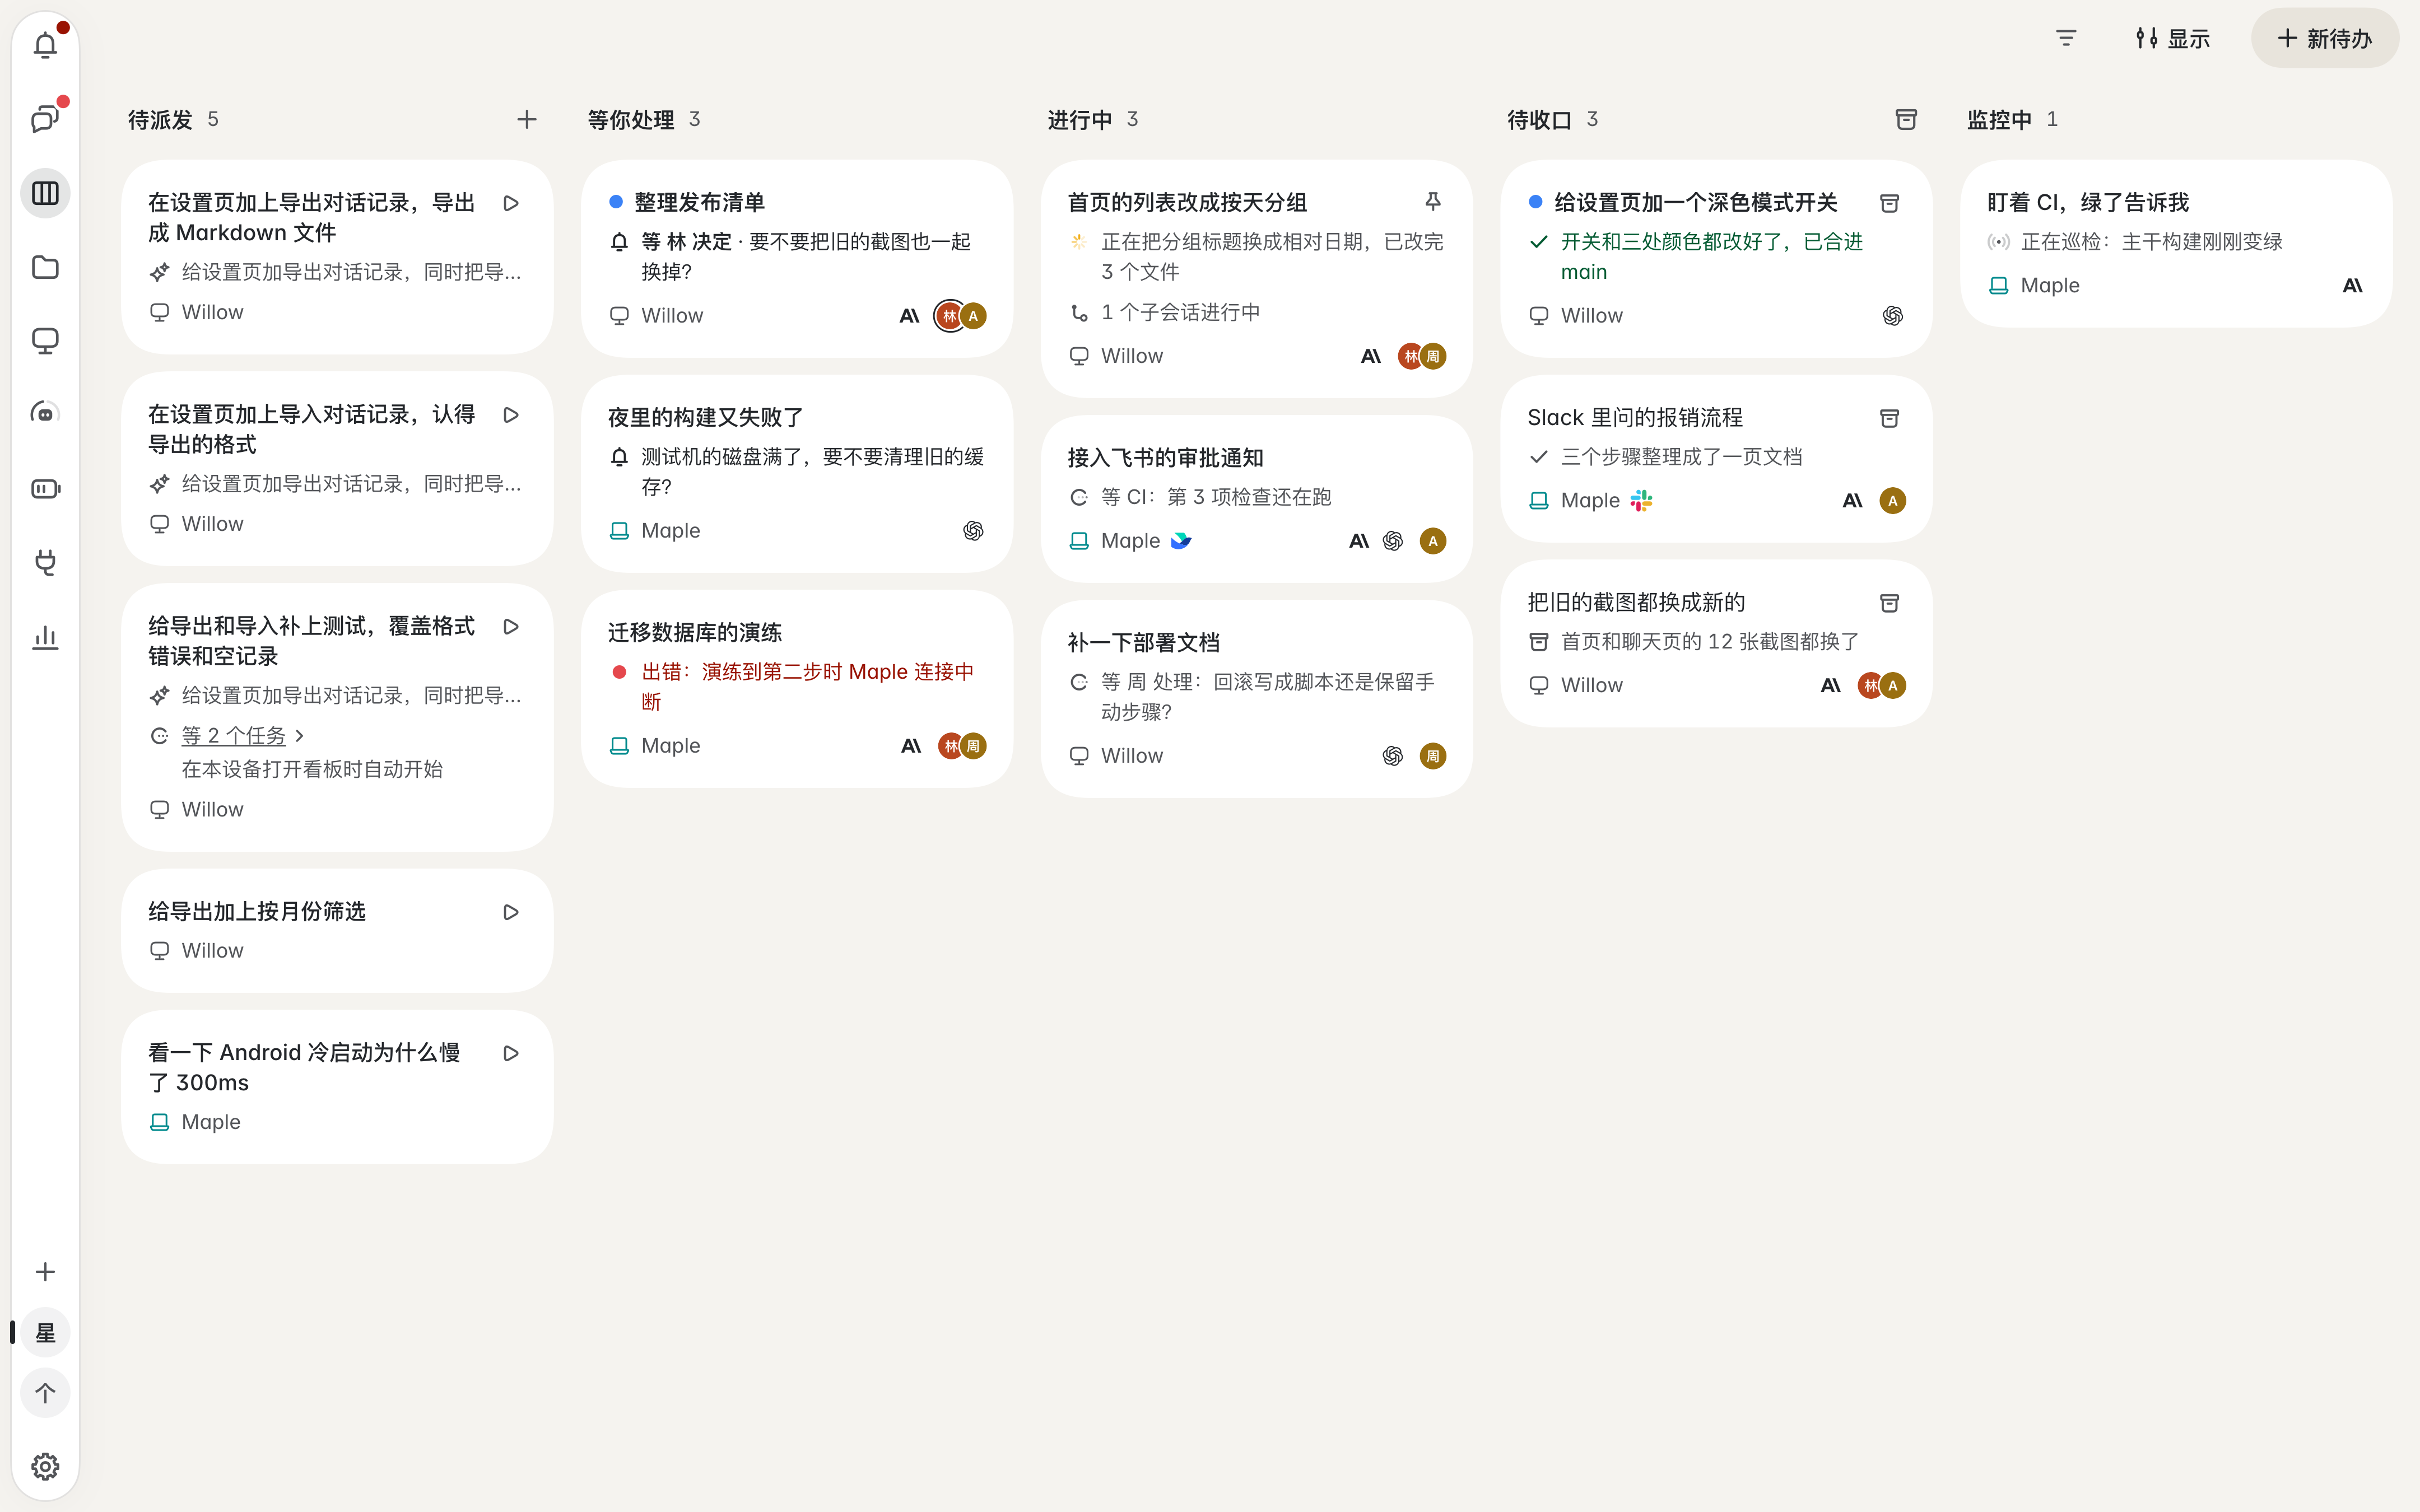 显示
新待办
待派发 5
在设置页加上导出对话记录，导出
成 Markdown 文件
给设置页加导出对话记录，同时把导...
Willow
在设置页加上导入对话记录，认得
导出的格式
给设置页加导出对话记录，同时把导...
Willow
给导出和导入补上测试，覆盖格式
错误和空记录
给设置页加导出对话记录，同时把导...
等 2 个任务
在本设备打开看板时自动开始
Willow
给导出加上按月份筛选
Willow
看一下 Android 冷启动为什么慢
了 300ms
Maple
等你处理 3
整理发布清单
等 林 决定 · 要不要把旧的截图也一起
换掉？
Willow
林 A
夜里的构建又失败了
测试机的磁盘满了，要不要清理旧的缓
存？
Maple
迁移数据库的演练
出错：演练到第二步时 Maple 连接中
断
Maple
林 周
进行中 3
首页的列表改成按天分组
正在把分组标题换成相对日期，已改完
3 个文件
1 个子会话进行中
Willow
林 周
接入飞书的审批通知
等 CI：第 3 项检查还在跑
Maple
A
补一下部署文档
等 周 处理：回滚写成脚本还是保留手
动步骤？
Willow
周
待收口 3
给设置页加一个深色模式开关
开关和三处颜色都改好了，已合进
main
Willow
Slack 里问的报销流程
三个步骤整理成了一页文档
Maple
A
把旧的截图都换成新的
首页和聊天页的 12 张截图都换了
Willow
林 A
监控中 1
盯着 CI，绿了告诉我
正在巡检：主干构建刚刚变绿
Maple
星
个